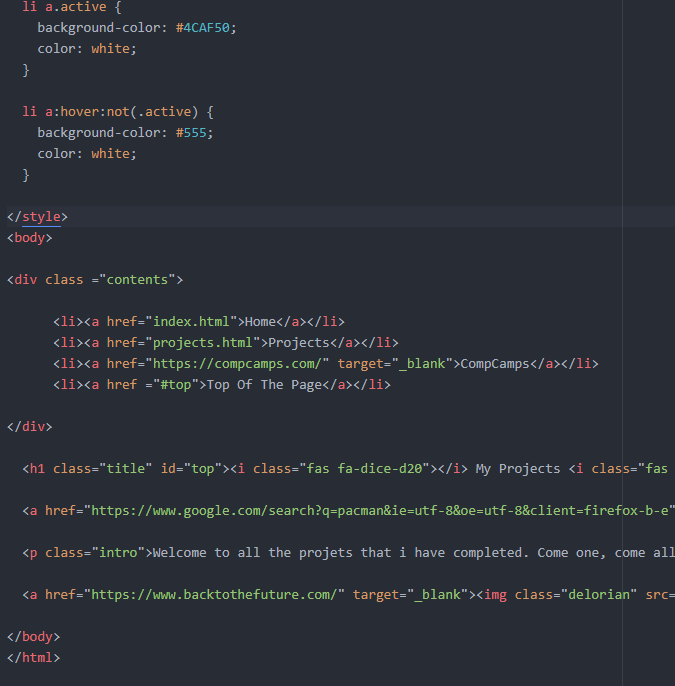 li a.active {
background-color: #4CAF50;
color: white;
}
li a:hover:not(.active) {
background-color: #555;
color: white;
}
</style>
<body>
<div class ="contents">
<li><a href="index.html">Home</a></li>
<li><a href="projects.html">Projects</a></li>
<li><a href="https://compcamps.com/" target="_blank">CompCamps</a></li>
<li><a href ="#top">Top Of The Page</a></li>
</div>
<h1 class="title" id="top"><i class="fas fa-dice-d20"></i> My Projects <i class="fas
<a href="https://www.google.com/search?q=pacman&ie=utf-8&oe=utf-8&client=firefox-b-e"
<p class="intro">Welcome to all the projets that i have completed. Come one, come all
<a href="https://www.backtothefuture.com/" target="_blank"><img class="delorian" src=
</body>
</html>